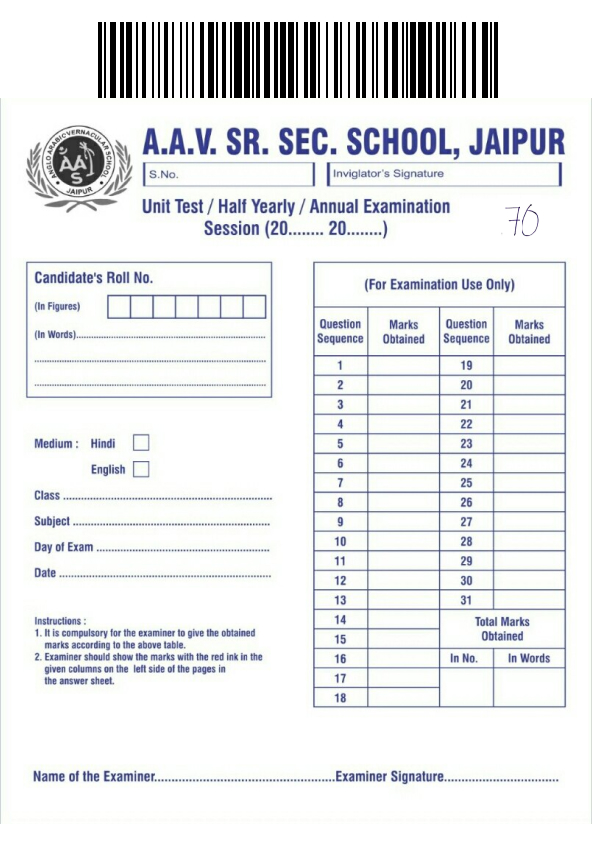 ANGLO ARABIC VERNACULAR SCHOOL
AAS
JAIPUR
A.A.V. SR. SEC. SCHOOL, JAIPUR
S.No.
Inviglator's Signature
Unit Test / Half Yearly / Annual Examination
Session (20........ 20........)
70
Candidate's Roll No.
(In Figures)
(In Words)
Medium : Hindi
English
Class
Subject
Day of Exam
Date
Instructions :
1. It is compulsory for the examiner to give the obtained
marks according to the above table.
2. Examiner should show the marks with the red ink in the
given columns on the left side of the pages in
the answer sheet.
(For Examination Use Only)
Question Sequence Marks Obtained Question Sequence Marks Obtained
1 19
2 20
3 21
4 22
5 23
6 24
7 25
8 26
9 27
10 28
11 29
12 30
13 31
14 Total Marks
15 Obtained
16 In No. In Words
17
18
Name of the Examiner Examiner Signature